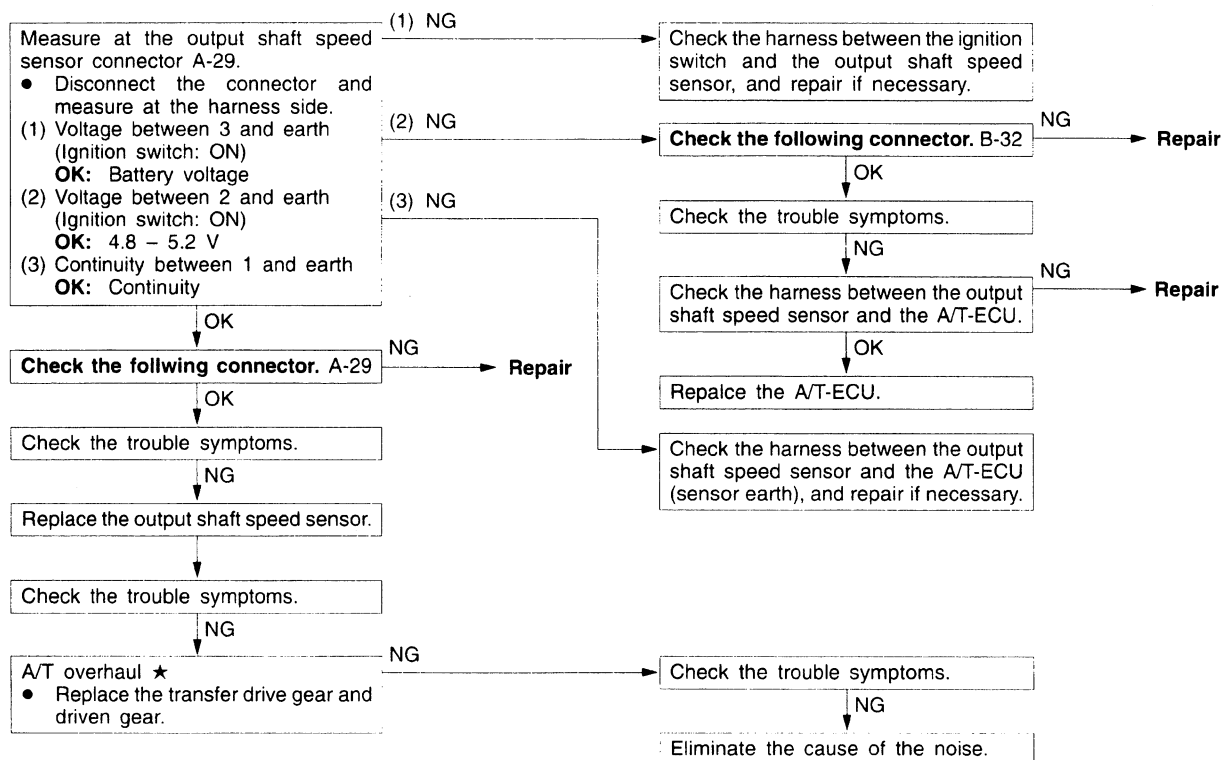 Measure at the output shaft speed
sensor connector A-29.
● Disconnect the connector and
measure at the harness side.
(1) Voltage between 3 and earth
(Ignition switch: ON)
OK: Battery voltage
(2) Voltage between 2 and earth
(Ignition switch: ON)
OK: 4.8 – 5.2 V
(3) Continuity between 1 and earth
OK: Continuity
(1) NG
Check the harness between the ignition
switch and the output shaft speed
sensor, and repair if necessary.
(2) NG
Check the following connector. B-32
NG
Repair
OK
Check the trouble symptoms.
NG
Check the harness between the output
shaft speed sensor and the A/T-ECU.
NG
Repair
OK
Repalce the A/T-ECU.
(3) NG
Check the harness between the output
shaft speed sensor and the A/T-ECU
(sensor earth), and repair if necessary.
OK
Check the follwing connector. A-29
NG
Repair
OK
Check the trouble symptoms.
NG
Replace the output shaft speed sensor.
Check the trouble symptoms.
NG
A/T overhaul ★
● Replace the transfer drive gear and
driven gear.
NG
Check the trouble symptoms.
NG
Eliminate the cause of the noise.